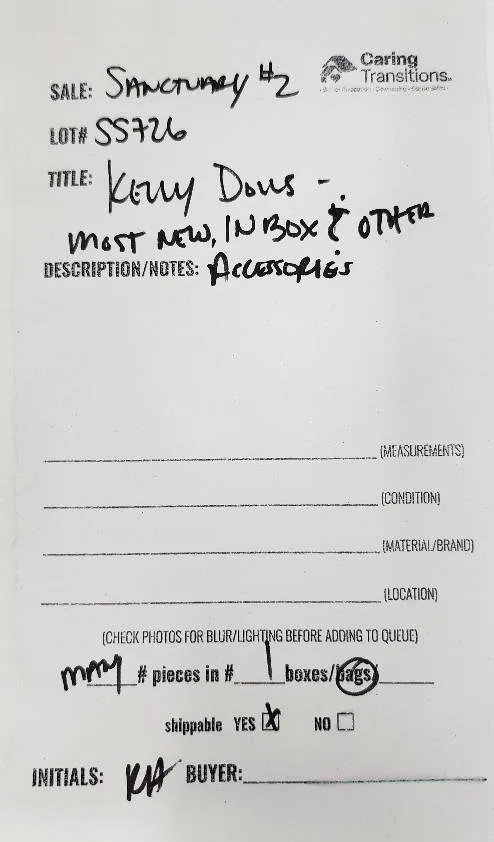 Caring
Transitions®
SALE: SANCTUARY #2
LOT# SS726
TITLE: KELLY DOLLS -
MOST NEW, IN BOX & OTHER
DESCRIPTION/NOTES: ACCESSORIES
(MEASUREMENTS)
(CONDITION)
(MATERIAL/BRAND)
(LOCATION)
(CHECK PHOTOS FOR BLUR/LIGHTING BEFORE ADDING TO QUEUE)
MANY # pieces in # 1 boxes/bags/
shippable YES X NO
INITIALS: BUYER: